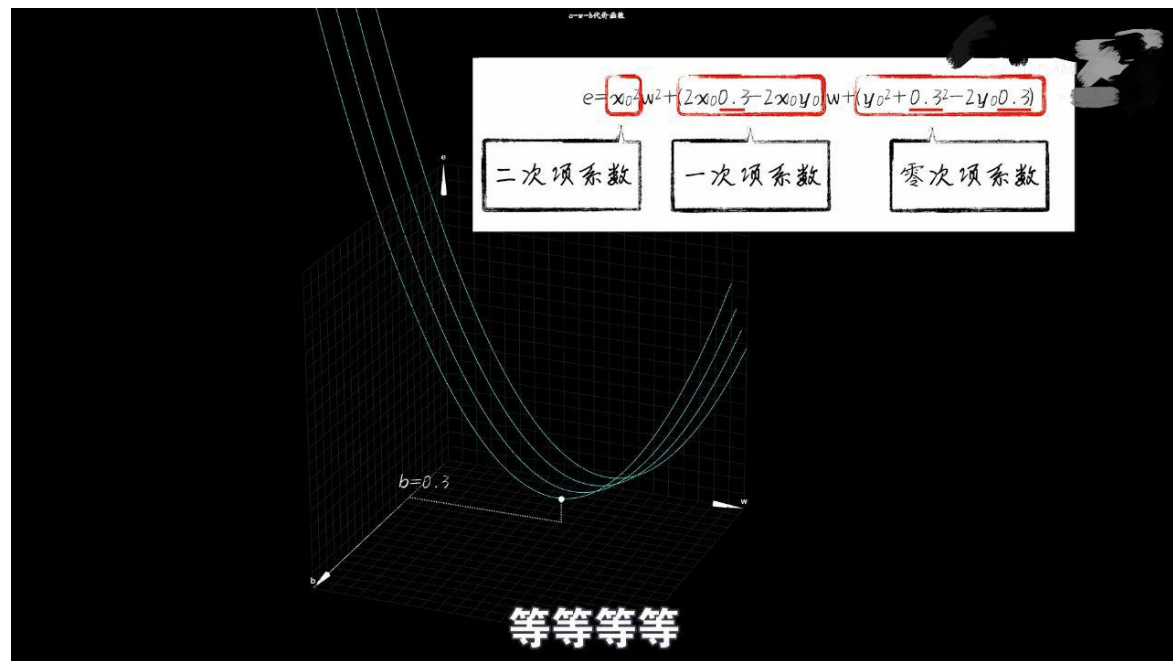 e-w-b代价函数
e=x₀²w²+(2x₀0.3-2x₀y₀)w+(y₀²+0.3²-2y₀0.3)
二次项系数 一次项系数 零次项系数
e
b=0.3
w
b
等等等等